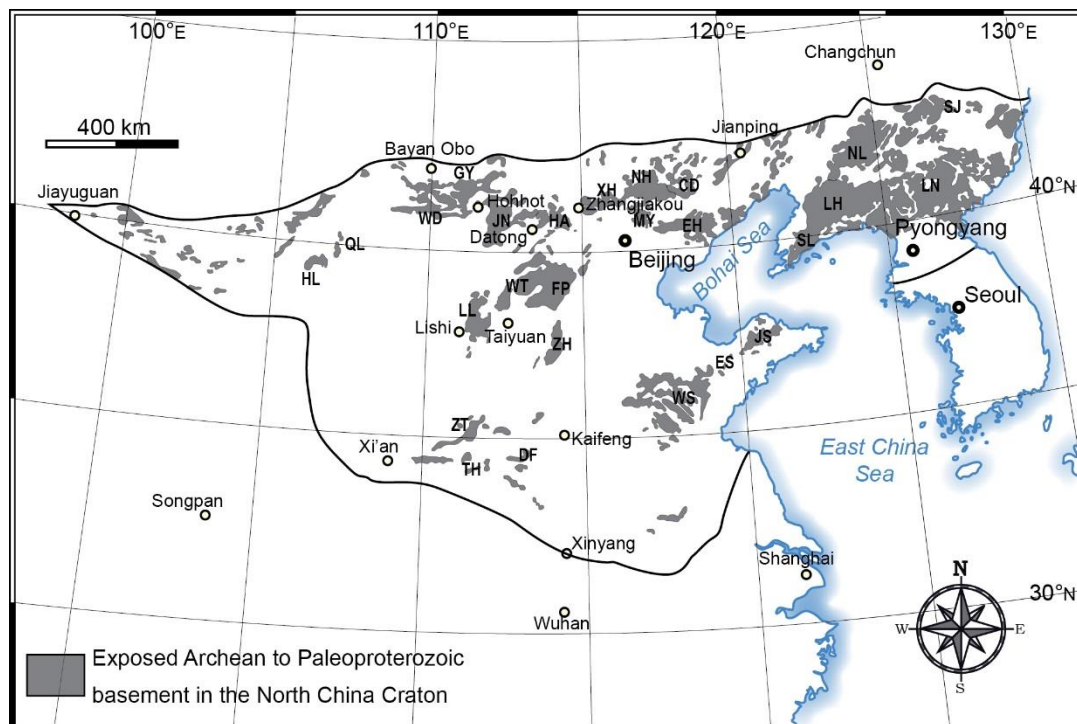 100°E
110°E
120°E
130°E
Changchun
400 km
SJ
Jianping
Bayan Obo
GY
NL
NH
CD
XH
LN
40°N
Jiayuguan
Hohhot
Zhangjiakou
WD
JN
HA
MY
EH
LH
Datong
QL
SL
Pyongyang
Beijing
Bohai Sea
HL
WT
FP
Seoul
LL
Lishi
Taiyuan
ZH
JS
ES
WS
ZT
Kaifeng
Xi'an
DF
TH
East China
Sea
Songpan
Xinyang
Shanghai
N
30°N
Wuhan
W
E
S
Exposed Archean to Paleoproterozoic
basement in the North China Craton